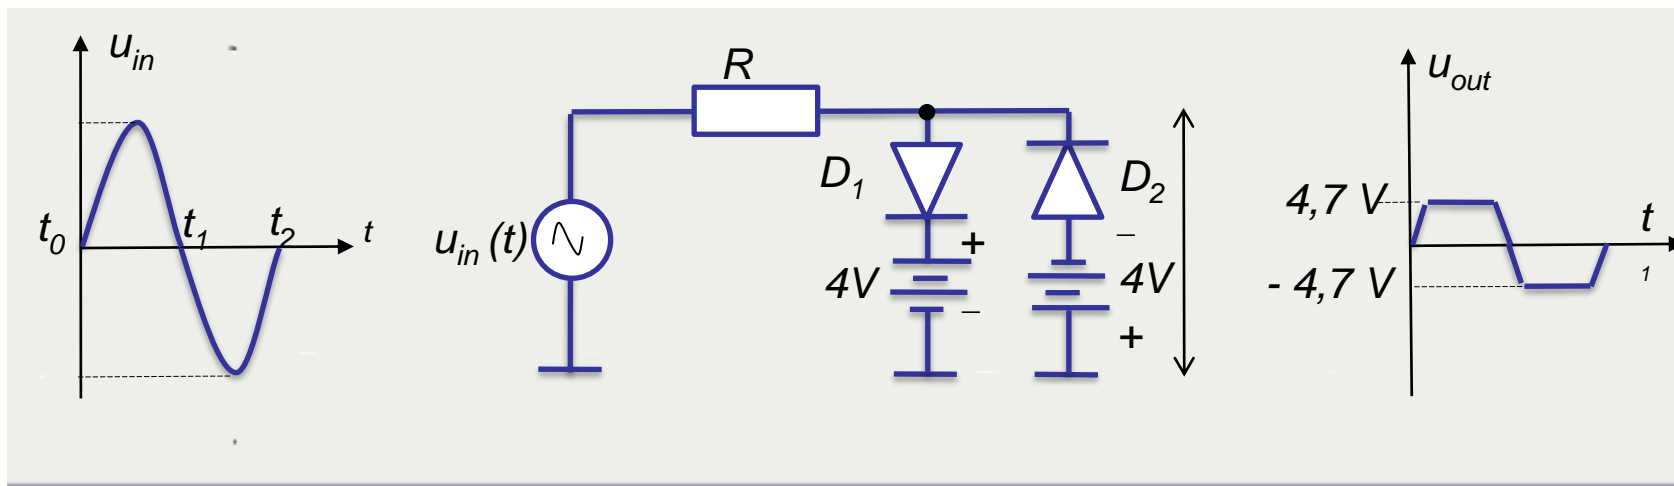 u_in
t_0
t_1
t_2
t
u_in (t)
R
D_1
+
4V
–
D_2
–
4V
+
u_out
4,7 V
- 4,7 V
t
1